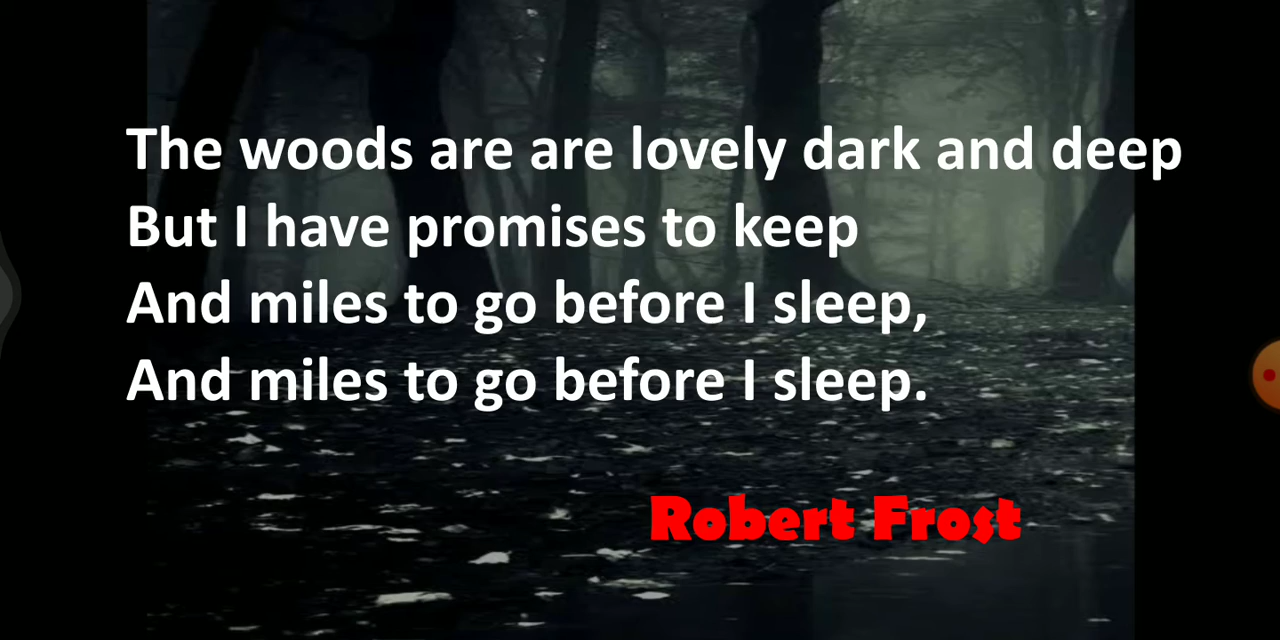 The woods are are lovely dark and deep
But I have promises to keep
And miles to go before I sleep,
And miles to go before I sleep.
Robert Frost